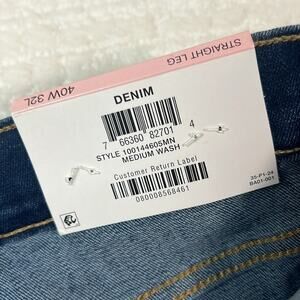 40W 32L
STRAIGHT LEG
DENIM
7 66360 82701 4
STYLE 100144605MN
MEDIUM WASH
Customer Return Label
080008568461
35-P1-24
BA01-001